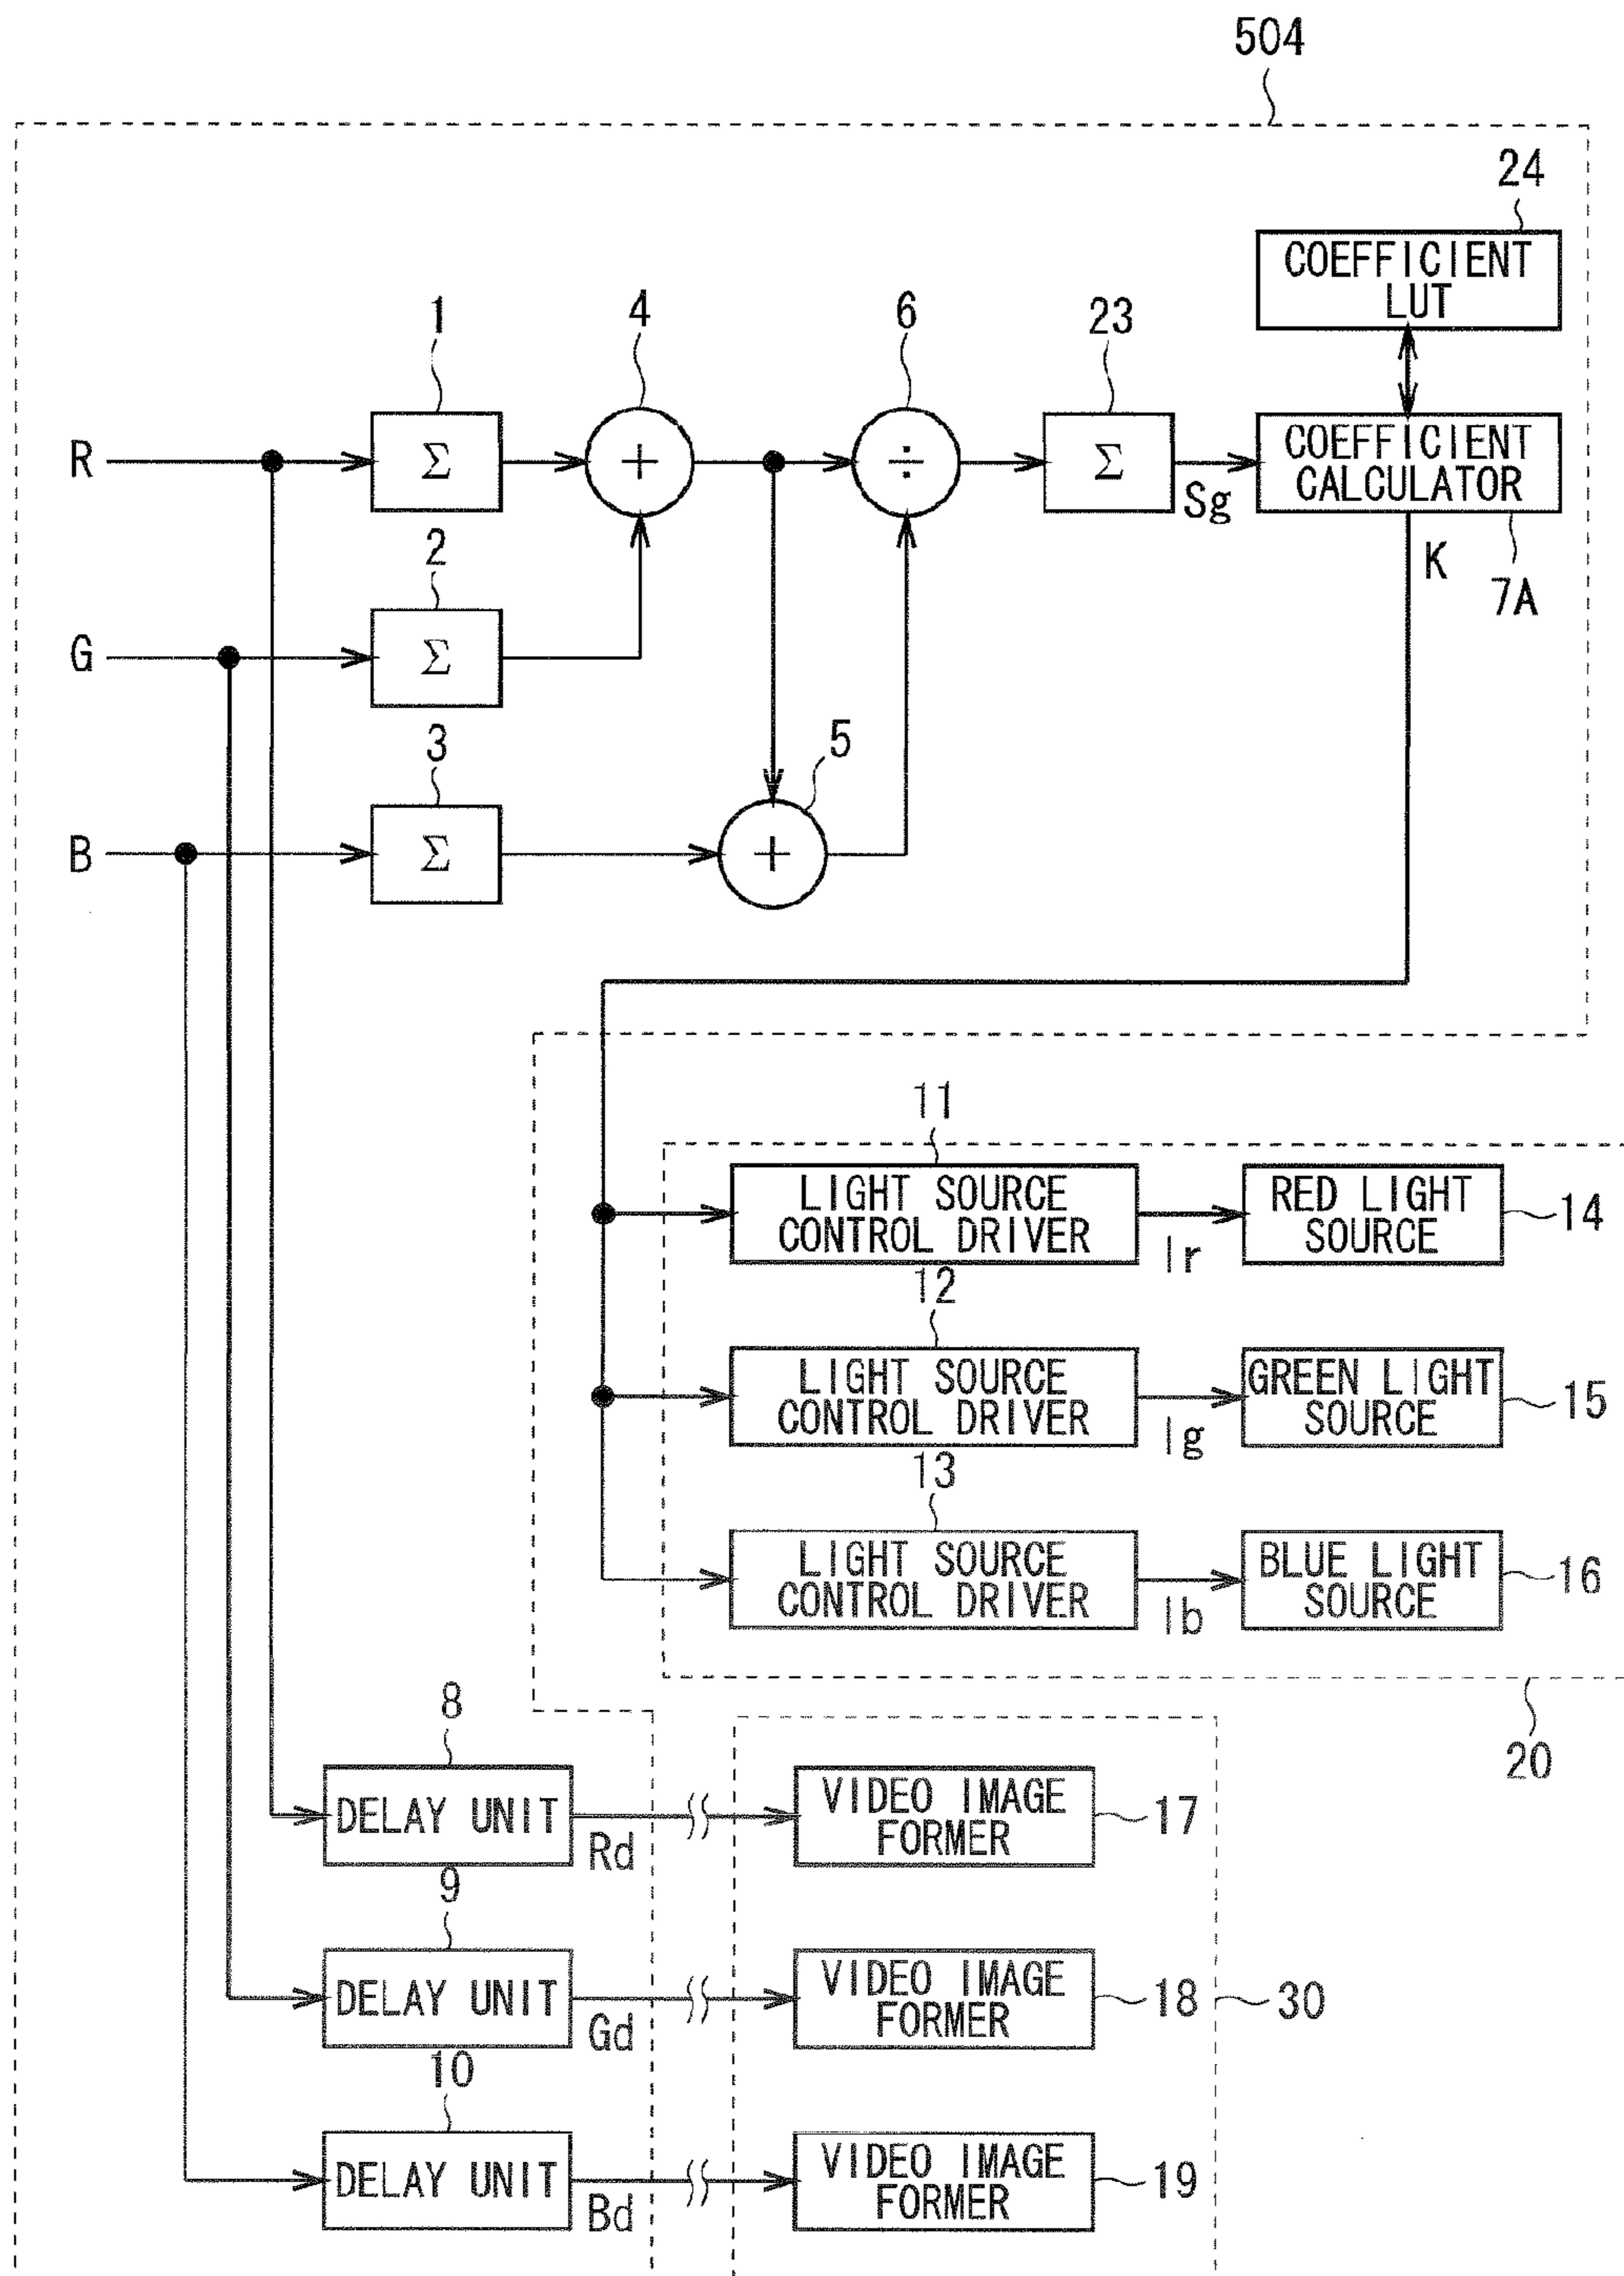 504
24
COEFFICIENT
LUT
1
4
6
23
R
Σ
+
÷
Σ
Sg
COEFFICIENT
CALCULATOR
K
7A
2
G
Σ
3
5
B
Σ
+
11
LIGHT SOURCE
CONTROL DRIVER
Ir
RED LIGHT
SOURCE
14
12
LIGHT SOURCE
CONTROL DRIVER
Ig
GREEN LIGHT
SOURCE
15
13
LIGHT SOURCE
CONTROL DRIVER
Ib
BLUE LIGHT
SOURCE
16
20
8
DELAY UNIT
Rd
VIDEO IMAGE
FORMER
17
9
DELAY UNIT
Gd
VIDEO IMAGE
FORMER
18
30
10
DELAY UNIT
Bd
VIDEO IMAGE
FORMER
19